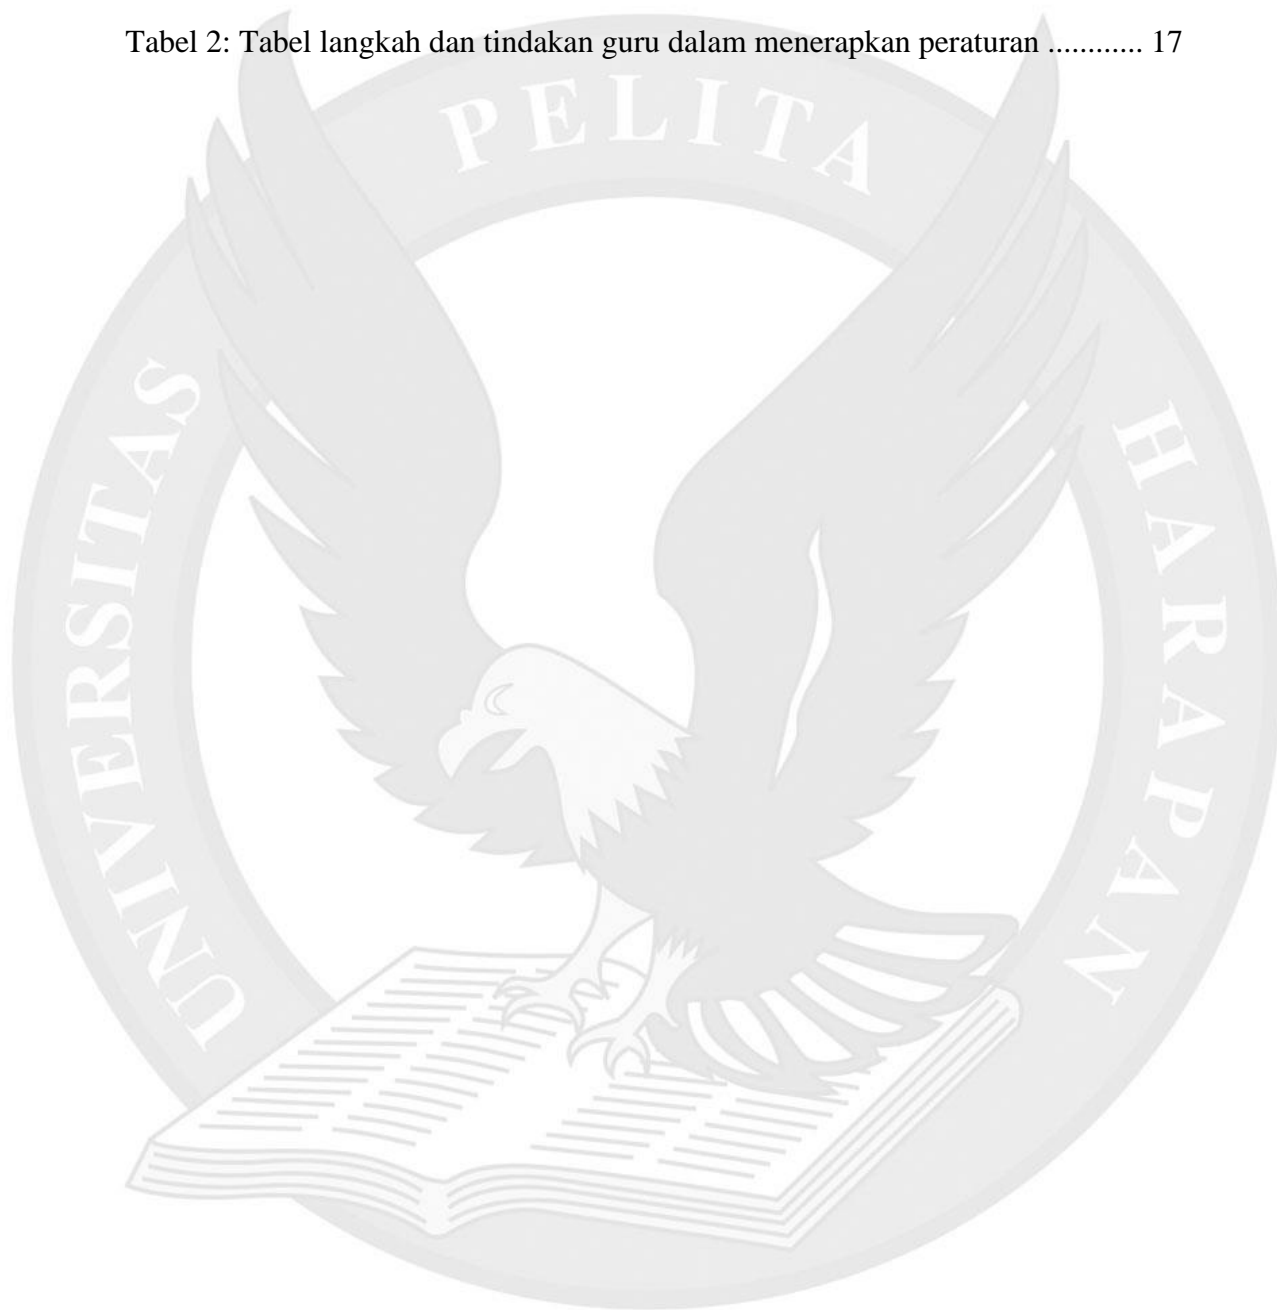 Tabel 2: Tabel langkah dan tindakan guru dalam menerapkan peraturan ............ 17
UNIVERSITAS PELITA HARAPAN